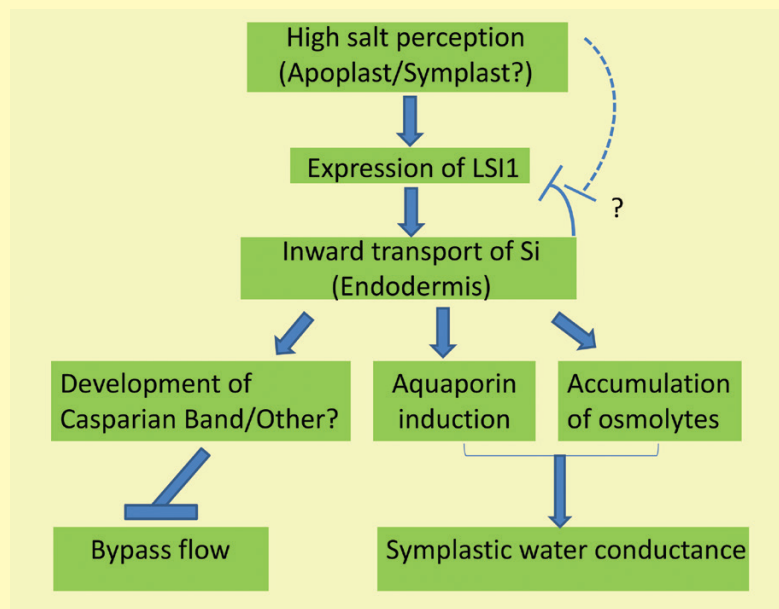 High salt perception
(Apoplast/Symplast?)
Expression of LSI1
?
Inward transport of Si
(Endodermis)
Development of
Casparian Band/Other?
Aquaporin
induction
Accumulation
of osmolytes
Bypass flow
Symplastic water conductance